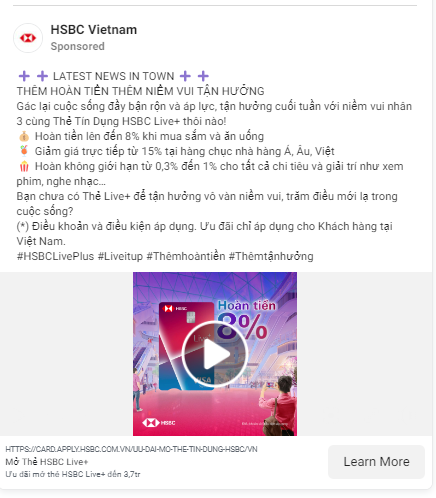 HSBC Vietnam
Sponsored
➕ ➕ LATEST NEWS IN TOWN ➕ ➕
THÊM HOÀN TIỀN THÊM NIỀM VUI TẬN HƯỞNG
Gác lại cuộc sống đầy bận rộn và áp lực, tận hưởng cuối tuần với niềm vui nhân
3 cùng Thẻ Tín Dụng HSBC Live+ thôi nào!
👍 Hoàn tiền lên đến 8% khi mua sắm và ăn uống
🏅 Giảm giá trực tiếp từ 15% tại hàng chục nhà hàng Á, Âu, Việt
🍿 Hoàn không giới hạn từ 0,3% đến 1% cho tất cả chi tiêu và giải trí như xem
phim, nghe nhạc...
Bạn chưa có Thẻ Live+ để tận hưởng vô vàn niềm vui, trăm điều mới lạ trong
cuộc sống?
(*) Điều khoản và điều kiện áp dụng. Ưu đãi chỉ áp dụng cho Khách hàng tại
Việt Nam.
#HSBCLivePlus #Liveitup #Thêmhoàntiền #Thêmtậnhưởng
HSBC
Hoàn tiền
8%
VISA
HTTPS://CARD.APPLY.HSBC.COM.VN/UU-DAI-MO-THE-TIN-DUNG-HSBC/VN
Mở Thẻ HSBC Live+
Ưu đãi mở thẻ HSBC Live+ đến 3,7tr
Learn More